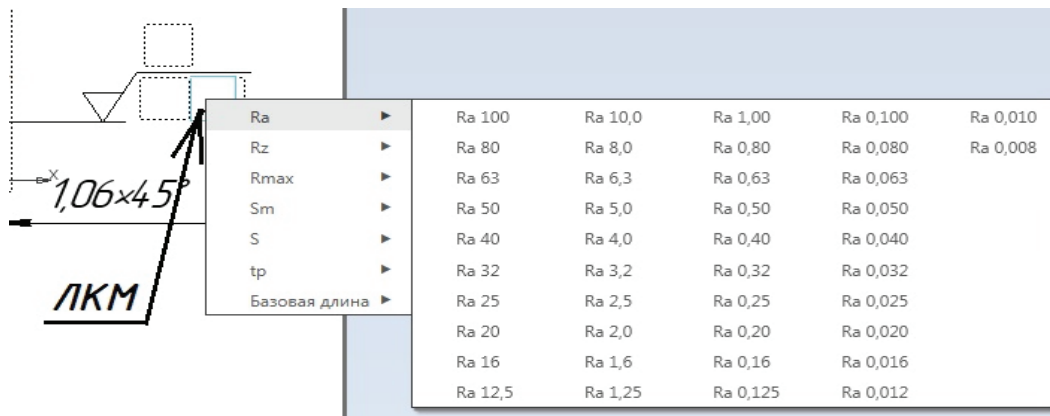 Ra ► Ra 100 Ra 10,0 Ra 1,00 Ra 0,100 Ra 0,010
Rz ► Ra 80 Ra 8,0 Ra 0,80 Ra 0,080 Ra 0,008
Rmax ► Ra 63 Ra 6,3 Ra 0,63 Ra 0,063
Sm ► Ra 50 Ra 5,0 Ra 0,50 Ra 0,050
S ► Ra 40 Ra 4,0 Ra 0,40 Ra 0,040
tp ► Ra 32 Ra 3,2 Ra 0,32 Ra 0,032
Базовая длина ► Ra 25 Ra 2,5 Ra 0,25 Ra 0,025
Ra 20 Ra 2,0 Ra 0,20 Ra 0,020
Ra 16 Ra 1,6 Ra 0,16 Ra 0,016
Ra 12,5 Ra 1,25 Ra 0,125 Ra 0,012
X
1,06×45°
ЛКМ